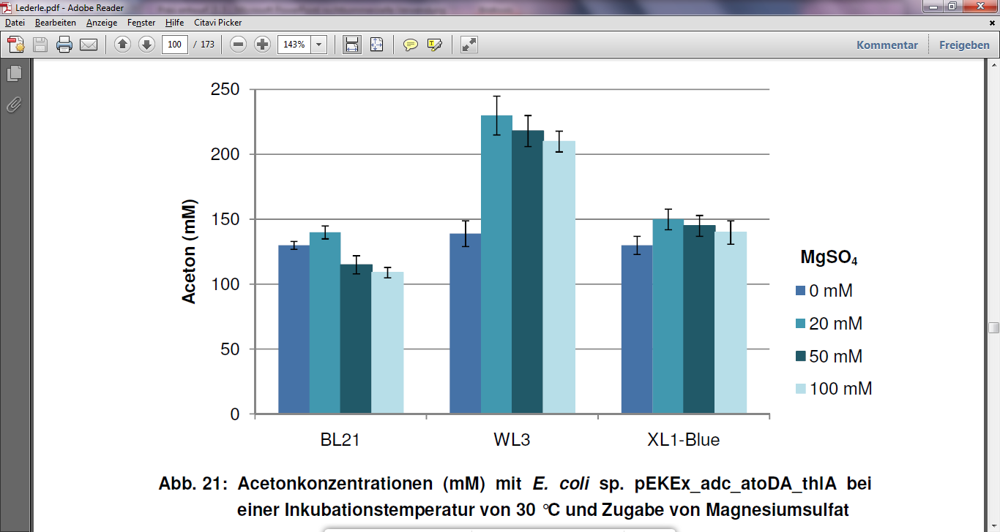 Lederle.pdf - Adobe Reader
Datei Bearbeiten Anzeige Fenster Hilfe Citavi Picker
100 / 173 143% Kommentar Freigeben
250
200
150
100
50
0
Aceton (mM)
BL21 WL3 XL1-Blue
MgSO₄
0 mM
20 mM
50 mM
100 mM
Abb. 21: Acetonkonzentrationen (mM) mit E. coli sp. pEKEx_adc_atoDA_thlA bei
einer Inkubationstemperatur von 30 °C und Zugabe von Magnesiumsulfat